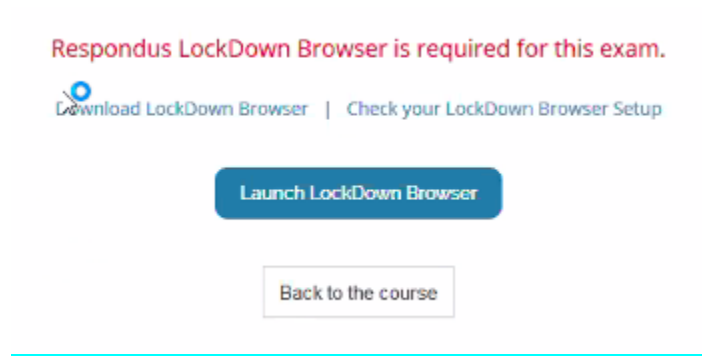 Respondus LockDown Browser is required for this exam.
Download LockDown Browser | Check your LockDown Browser Setup
Launch LockDown Browser
Back to the course